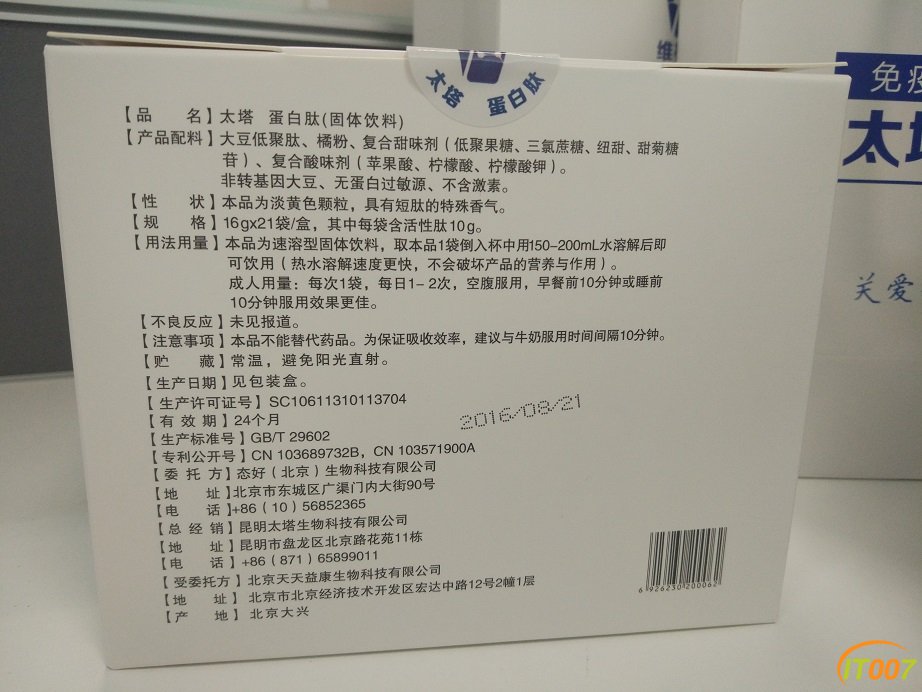 太塔 蛋白肽
【品 名】太塔 蛋白肽(固体饮料)
【产品配料】大豆低聚肽、橘粉、复合甜味剂（低聚果糖、三氯蔗糖、纽甜、甜菊糖
苷）、复合酸味剂（苹果酸、柠檬酸、柠檬酸钾）。
非转基因大豆、无蛋白过敏源、不含激素。
【性 状】本品为淡黄色颗粒，具有短肽的特殊香气。
【规 格】16gx21袋/盒，其中每袋含活性肽10g。
【用法用量】本品为速溶型固体饮料，取本品1袋倒入杯中用150-200mL水溶解后即
可饮用（热水溶解速度更快，不会破坏产品的营养与作用）。
成人用量：每次1袋，每日1-2次，空腹服用，早餐前10分钟或睡前
10分钟服用效果更佳。
【不良反应】未见报道。
【注意事项】本品不能替代药品。为保证吸收效率，建议与牛奶服用时间间隔10分钟。
【贮 藏】常温，避免阳光直射。
【生产日期】见包装盒。
【生产许可证号】SC10611310113704
2016/08/21
【有 效 期】24个月
【生产标准号】GB/T 29602
【专利公开号】CN 103689732B，CN 103571900A
【委 托 方】态好（北京）生物科技有限公司
【地 址】北京市东城区广渠门内大街90号
【电 话】+86（10）56852365
【总 经 销】昆明太塔生物科技有限公司
【地 址】昆明市盘龙区北京路花苑11栋
【电 话】+86（871）65899011
【受委托方】北京天天益康生物科技有限公司
【地 址】北京市北京经济技术开发区宏达中路12号2幢1层
【产 地】北京大兴
6 926230 200062
维
免疫
太塔
关爱
IT007